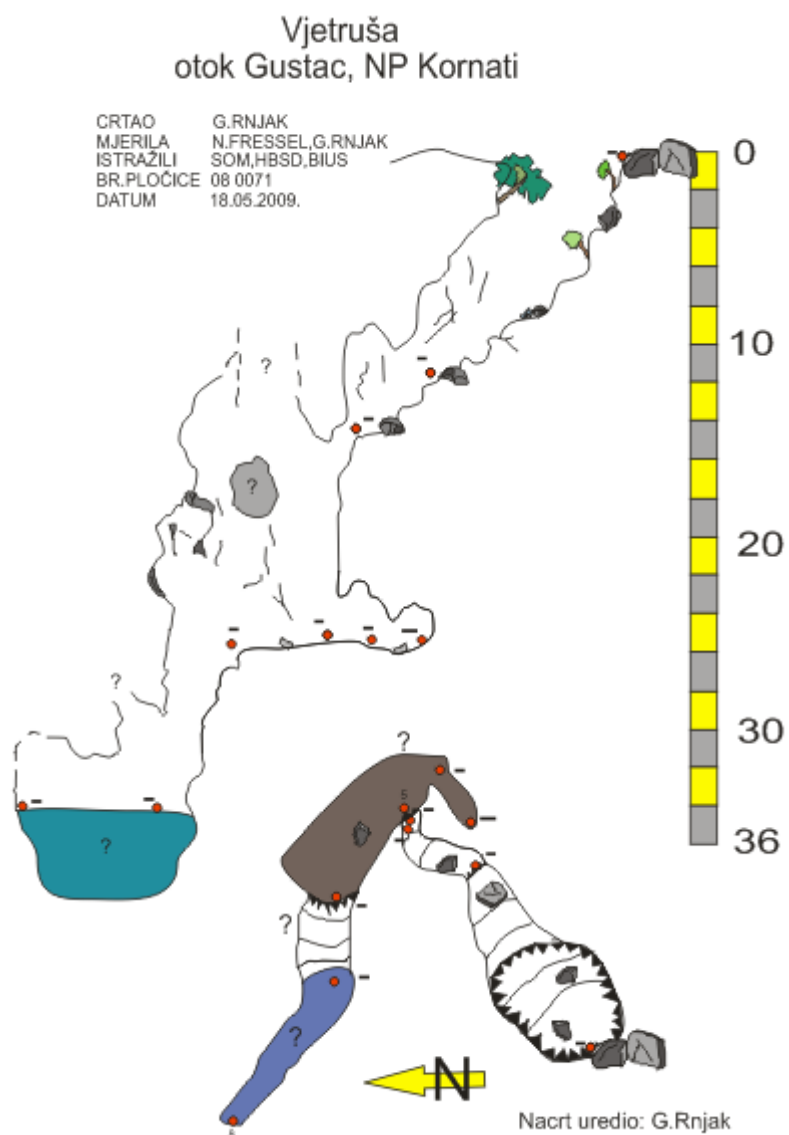 Vjetruša
otok Gustac, NP Kornati
CRTAO G.RNJAK
MJERILA N.FRESSEL,G.RNJAK
ISTRAŽILI SOM,HBSD,BIUS
BR.PLOČICE 08 0071
DATUM 18.05.2009.
0
10
?
?
20
?
30
?
5
36
?
?
?
N
Nacrt uredio: G.Rnjak